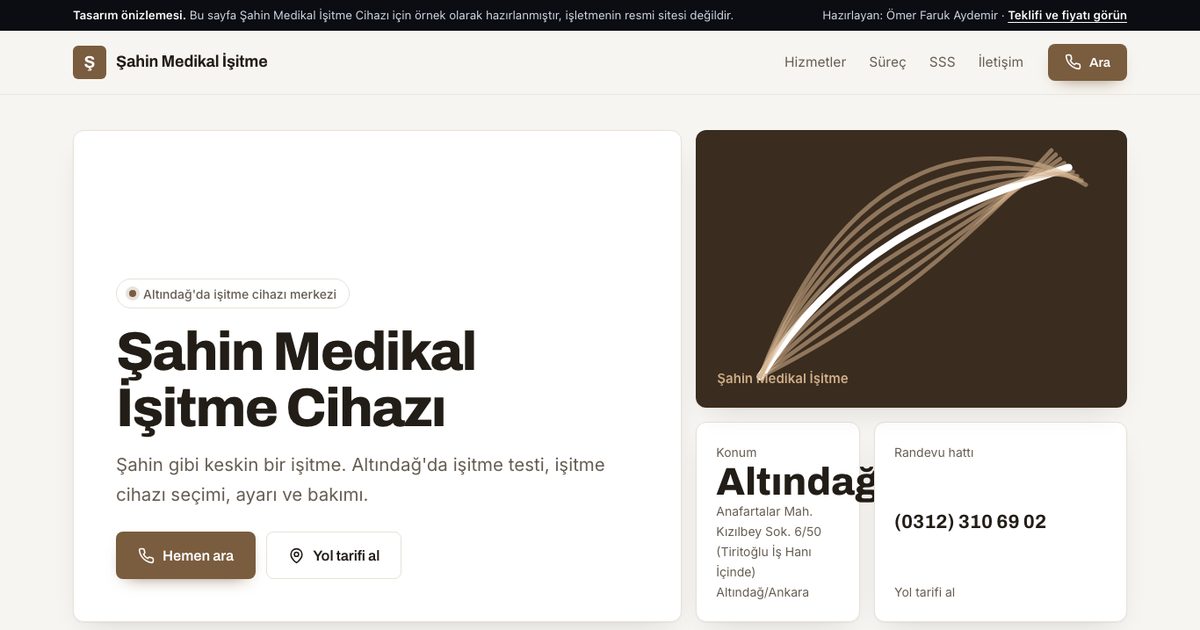 Tasarım önizlemesi. Bu sayfa Şahin Medikal İşitme Cihazı için örnek olarak hazırlanmıştır, işletmenin resmi sitesi değildir.
Hazırlayan: Ömer Faruk Aydemir · Teklifi ve fiyatı görün
Ş
Şahin Medikal İşitme
Hizmetler
Süreç
SSS
İletişim
Ara
Altındağ'da işitme cihazı merkezi
Şahin Medikal
İşitme Cihazı
Şahin gibi keskin bir işitme. Altındağ'da işitme testi, işitme
cihazı seçimi, ayarı ve bakımı.
Hemen ara
Yol tarifi al
Şahin Medikal İşitme
Konum
Altındağ
Anafartalar Mah.
Kızılbey Sok. 6/50
(Tiritoğlu İş Hanı
İçinde)
Altındağ/Ankara
Randevu hattı
(0312) 310 69 02
Yol tarifi al